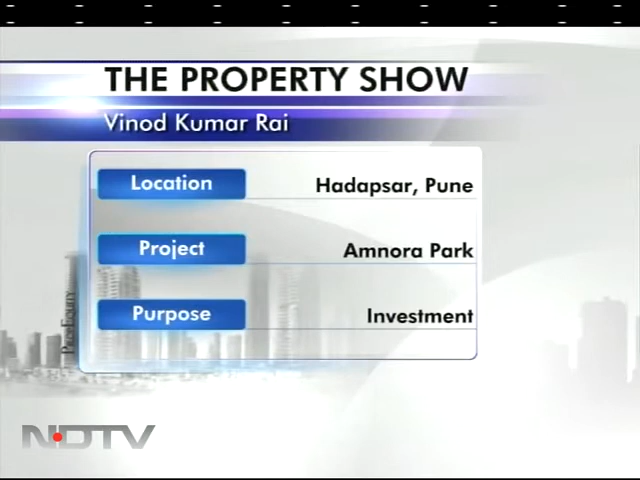 THE PROPERTY SHOW
Vinod Kumar Rai
Location Hadapsar, Pune
Project Amnora Park
Purpose Investment
NDTV